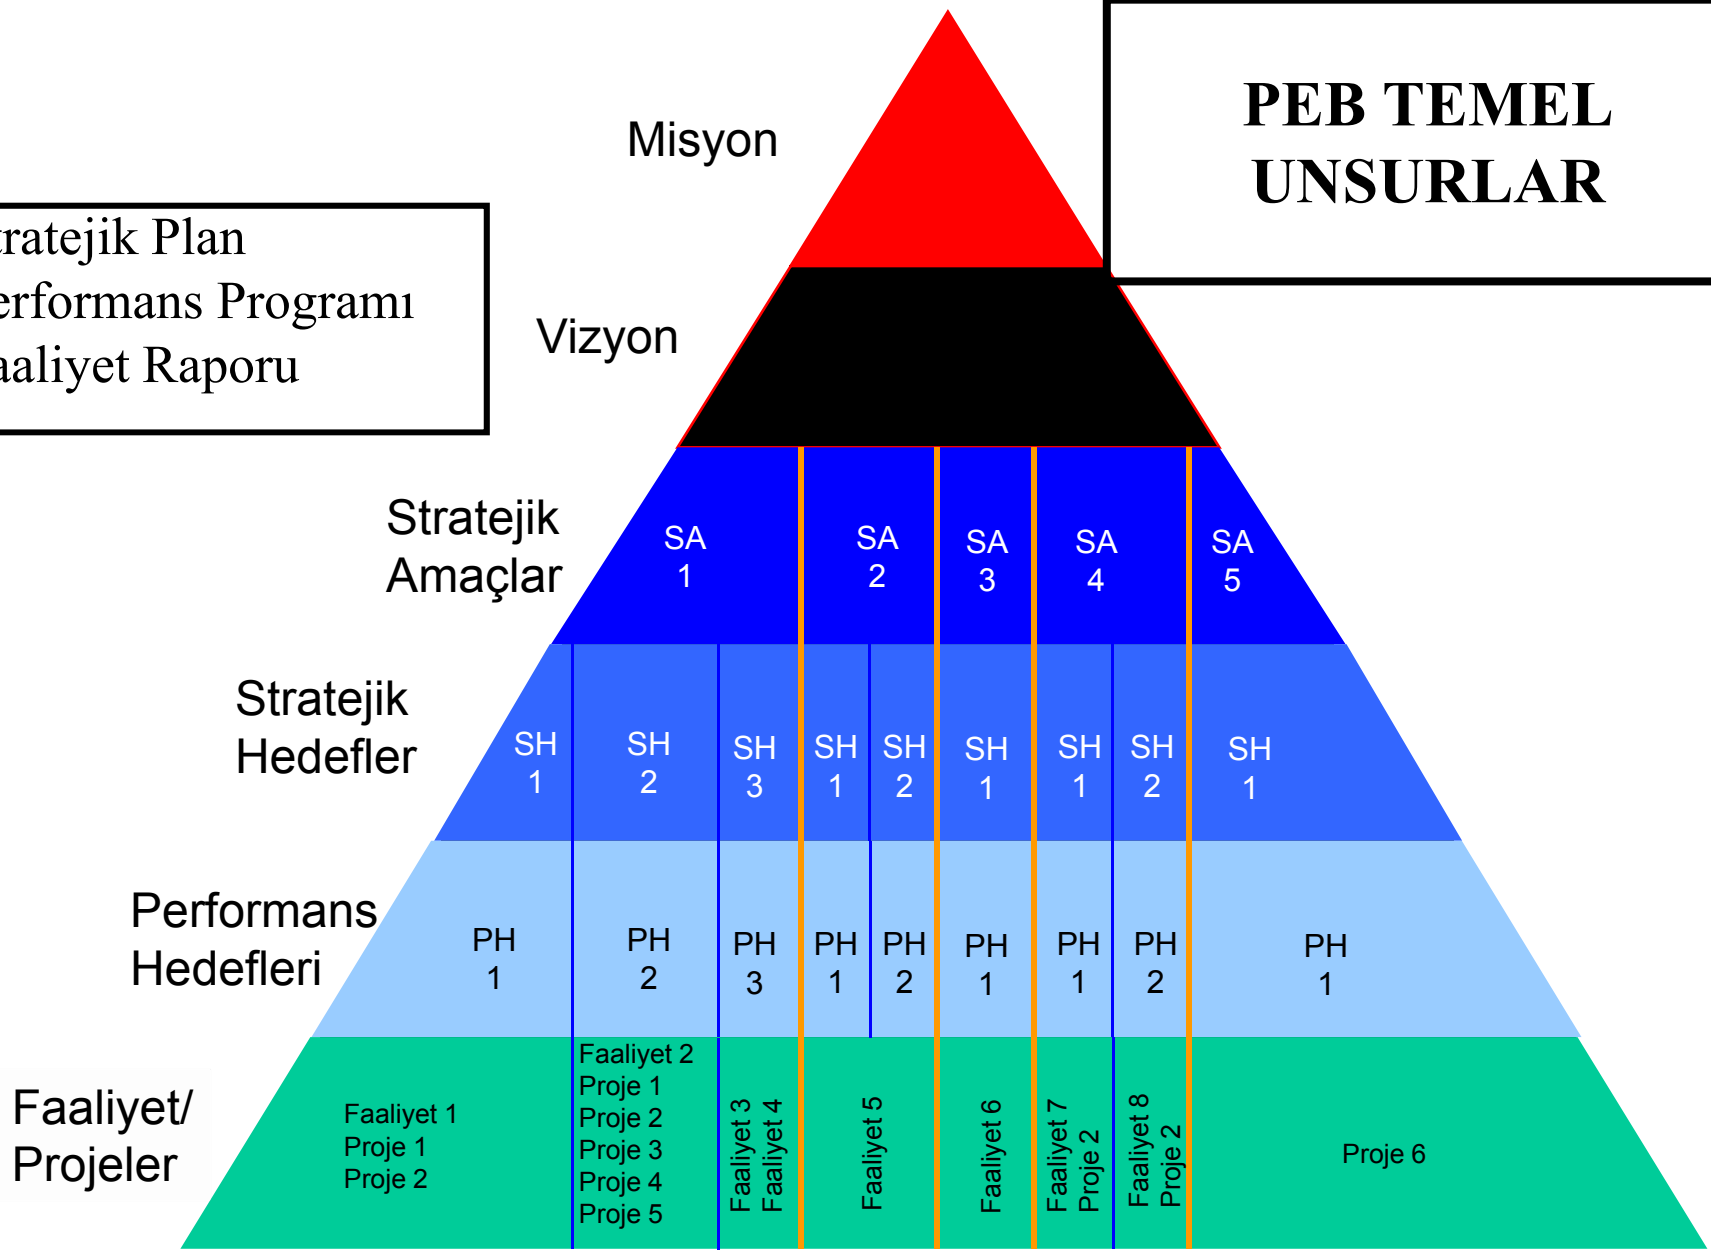 PEB TEMEL
UNSURLAR
Misyon
tratejik Plan
erformans Programı
aaliyet Raporu
Vizyon
Stratejik
Amaçlar
SA
1
SA
2
SA
3
SA
4
SA
5
Stratejik
Hedefler
SH
1
SH
2
SH
3
SH
1
SH
2
SH
1
SH
1
SH
2
SH
1
Performans
Hedefleri
PH
1
PH
2
PH
3
PH
1
PH
2
PH
1
PH
1
PH
2
PH
1
Faaliyet/
Projeler
Faaliyet 1
Proje 1
Proje 2
Faaliyet 2
Proje 1
Proje 2
Proje 3
Proje 4
Proje 5
Faaliyet 3
Faaliyet 4
Faaliyet 5
Faaliyet 6
Faaliyet 7
Proje 2
Faaliyet 8
Proje 2
Proje 6